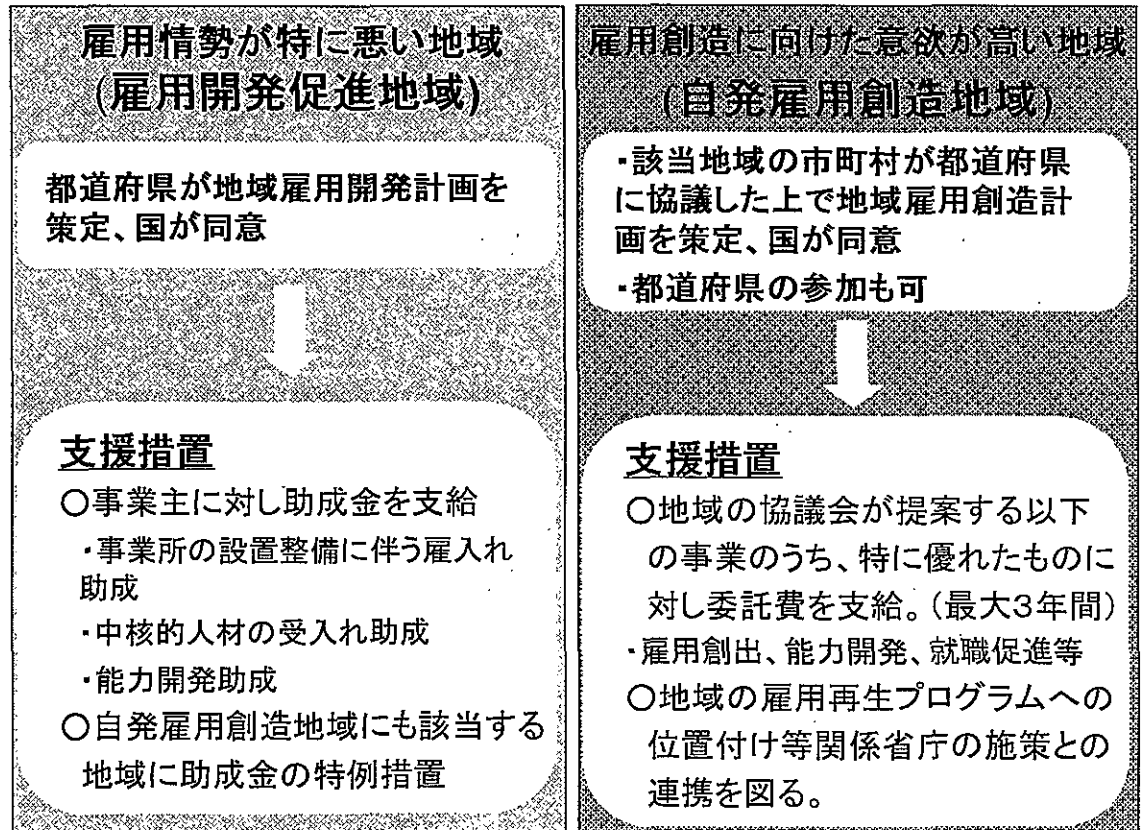 雇用情勢が特に悪い地域
(雇用開発促進地域)
都道府県が地域雇用開発計画を
策定、国が同意
支援措置
○事業主に対し助成金を支給
・事業所の設置整備に伴う雇入れ
助成
・中核的人材の受入れ助成
・能力開発助成
○自発雇用創造地域にも該当する
地域に助成金の特例措置
雇用創造に向けた意欲が高い地域
(自発雇用創造地域)
・該当地域の市町村が都道府県
に協議した上で地域雇用創造計
画を策定、国が同意
・都道府県の参加も可
支援措置
○地域の協議会が提案する以下
の事業のうち、特に優れたものに
対し委託費を支給。(最大3年間)
・雇用創出、能力開発、就職促進等
○地域の雇用再生プログラムへの
位置付け等関係省庁の施策との
連携を図る。